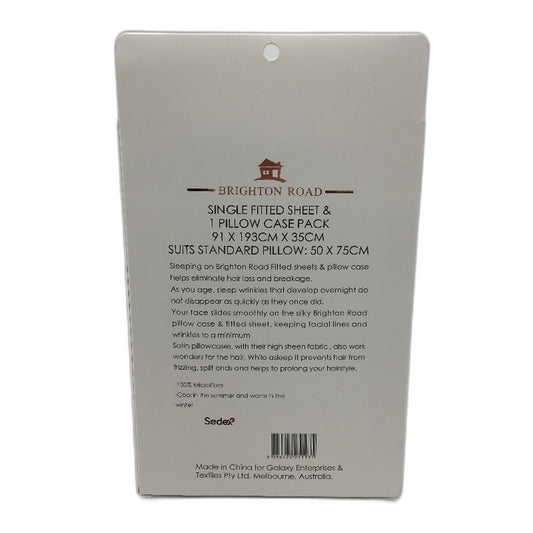 BRIGHTON ROAD
SINGLE FITTED SHEET &
1 PILLOW CASE PACK
91 X 193CM X 35CM
SUITS STANDARD PILLOW: 50 X 75CM
Sleeping on Brighton Road Fitted sheets & pillow case
helps eliminate hair loss and breakage.
As you age, sleep wrinkles that develop overnight do
not disappear as quickly as they once did.
Your face slides smoothly on the silky Brighton Road
pillow case & fitted sheet, keeping facial lines and
wrinkles to a minimum
Satin pillowcases, with their high sheen fabric, also work
wonders for the hair. While asleep it prevents hair from
frizzing, split ends and helps to prolong your hairstyle.
-100% Microfibre
-Cool in the summer and warm in the
winter
Sedex
Made in China for Galaxy Enterprises &
Textiles Pty Ltd, Melbourne, Australia.